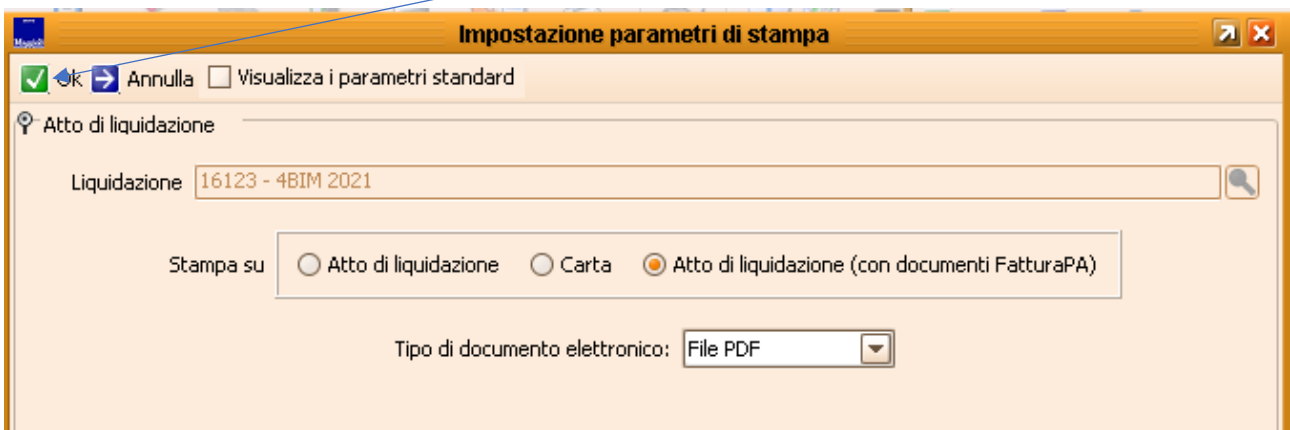 Impostazione parametri di stampa
Ok Annulla Visualizza i parametri standard
Atto di liquidazione
Liquidazione 16123 - 4BIM 2021
Stampa su Atto di liquidazione Carta Atto di liquidazione (con documenti FatturaPA)
Tipo di documento elettronico: File PDF